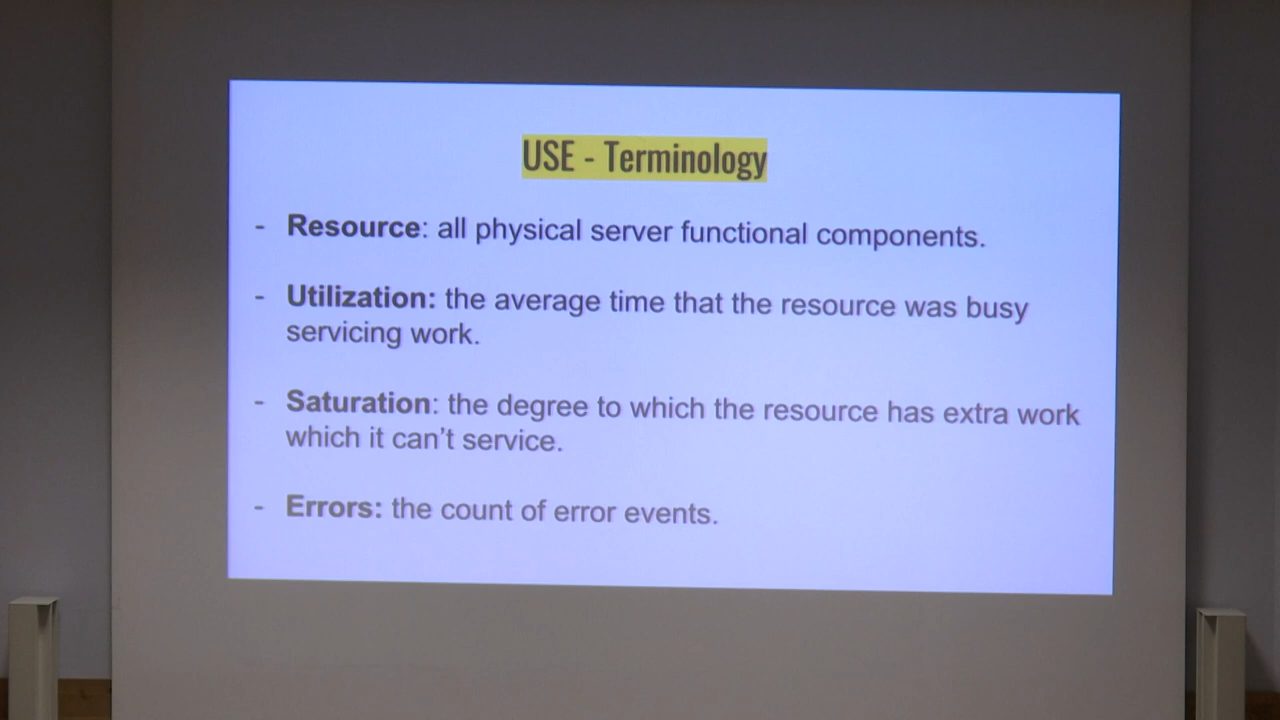 USE - Terminology
- Resource: all physical server functional components.
- Utilization: the average time that the resource was busy
servicing work.
- Saturation: the degree to which the resource has extra work
which it can't service.
- Errors: the count of error events.